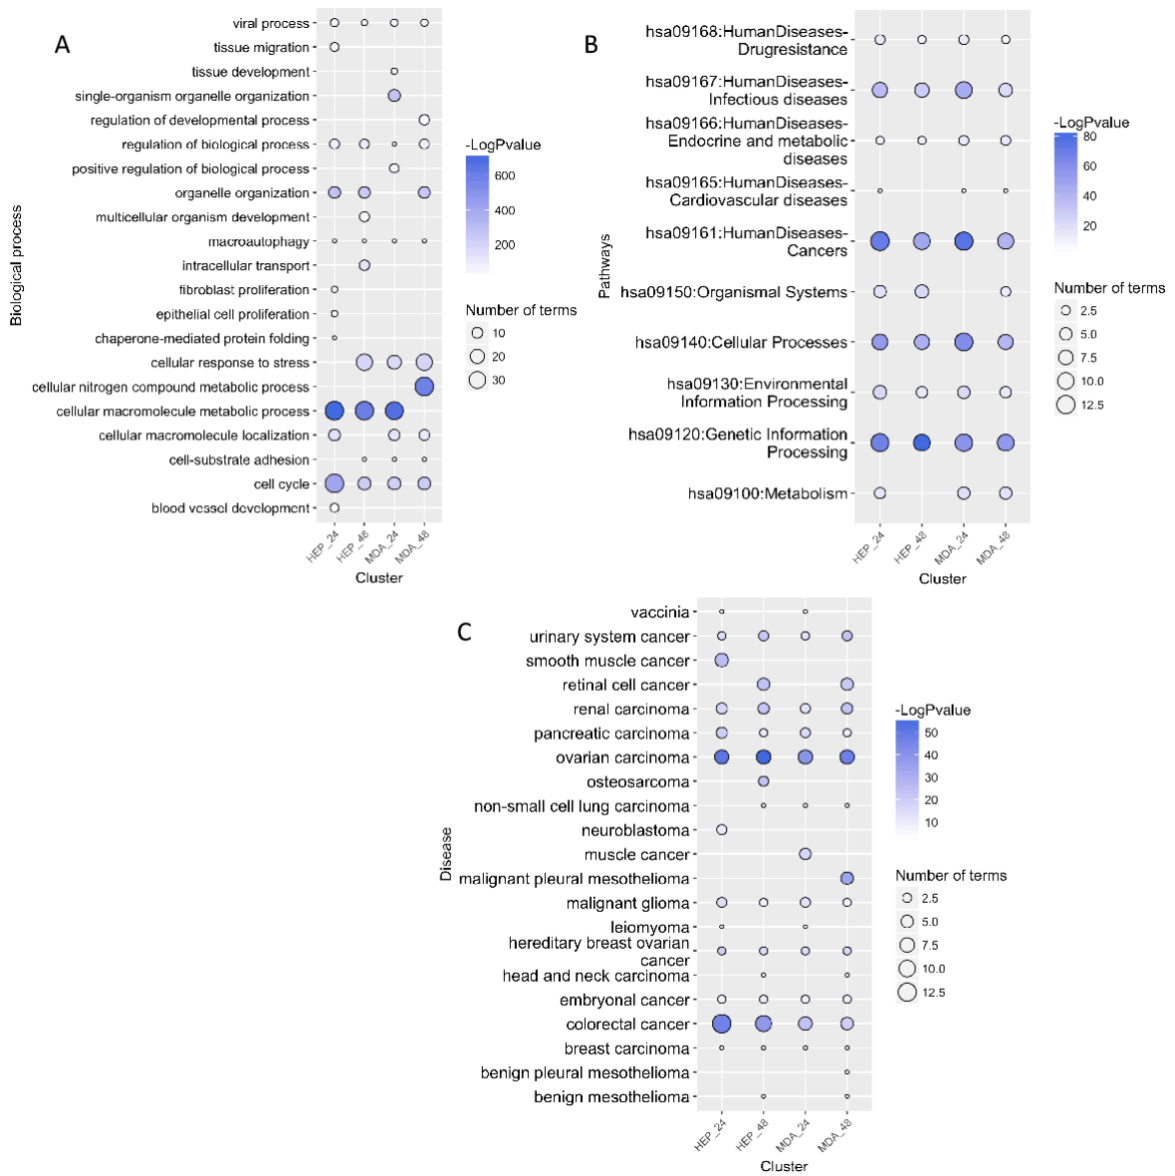 A
viral process
tissue migration
tissue development
single-organism organelle organization
regulation of developmental process
regulation of biological process
positive regulation of biological process
organelle organization
multicellular organism development
macroautophagy
intracellular transport
fibroblast proliferation
epithelial cell proliferation
chaperone-mediated protein folding
cellular response to stress
cellular nitrogen compound metabolic process
cellular macromolecule metabolic process
cellular macromolecule localization
cell-substrate adhesion
cell cycle
blood vessel development
Biological process
HEP_24
HEP_48
MDA_24
MDA_48
Cluster
-LogPvalue
600
400
200
Number of terms
10
20
30
B
hsa09168:HumanDiseases-
Drugresistance
hsa09167:HumanDiseases-
Infectious diseases
hsa09166:HumanDiseases-
Endocrine and metabolic
diseases
hsa09165:HumanDiseases-
Cardiovascular diseases
hsa09161:HumanDiseases-
Cancers
hsa09150:Organismal Systems
hsa09140:Cellular Processes
hsa09130:Environmental
Information Processing
hsa09120:Genetic Information
Processing
hsa09100:Metabolism
Pathways
HEP_24
HEP_48
MDA_24
MDA_48
Cluster
-LogPvalue
80
60
40
20
Number of terms
2.5
5.0
7.5
10.0
12.5
C
vaccinia
urinary system cancer
smooth muscle cancer
retinal cell cancer
renal carcinoma
pancreatic carcinoma
ovarian carcinoma
osteosarcoma
non-small cell lung carcinoma
neuroblastoma
muscle cancer
malignant pleural mesothelioma
malignant glioma
leiomyoma
hereditary breast ovarian
cancer
head and neck carcinoma
embryonal cancer
colorectal cancer
breast carcinoma
benign pleural mesothelioma
benign mesothelioma
Disease
HEP_24
HEP_48
MDA_24
MDA_48
Cluster
-LogPvalue
50
40
30
20
10
Number of terms
2.5
5.0
7.5
10.0
12.5